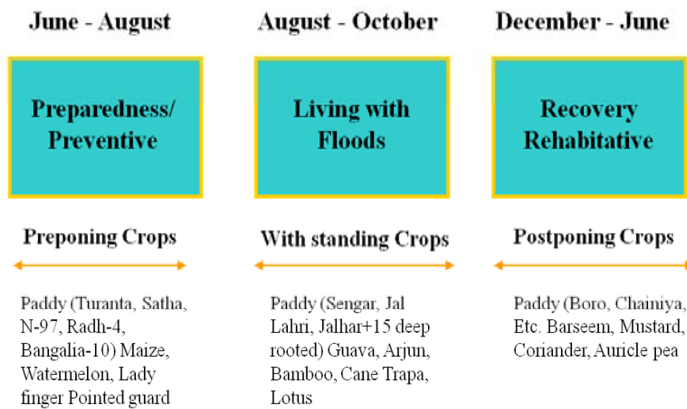 June - August
Preparedness/
Preventive
Preponing Crops
Paddy (Turanta, Satha,
N-97, Radh-4,
Bangalia-10) Maize,
Watermelon, Lady
finger Pointed guard
August - October
Living with
Floods
With standing Crops
Paddy (Sengar, Jal
Lahri, Jalhar+15 deep
rooted) Guava, Arjun,
Bamboo, Cane Trapa,
Lotus
December - June
Recovery
Rehabitative
Postponing Crops
Paddy (Boro, Chainiya,
Etc. Barseem, Mustard,
Coriander, Auricle pea